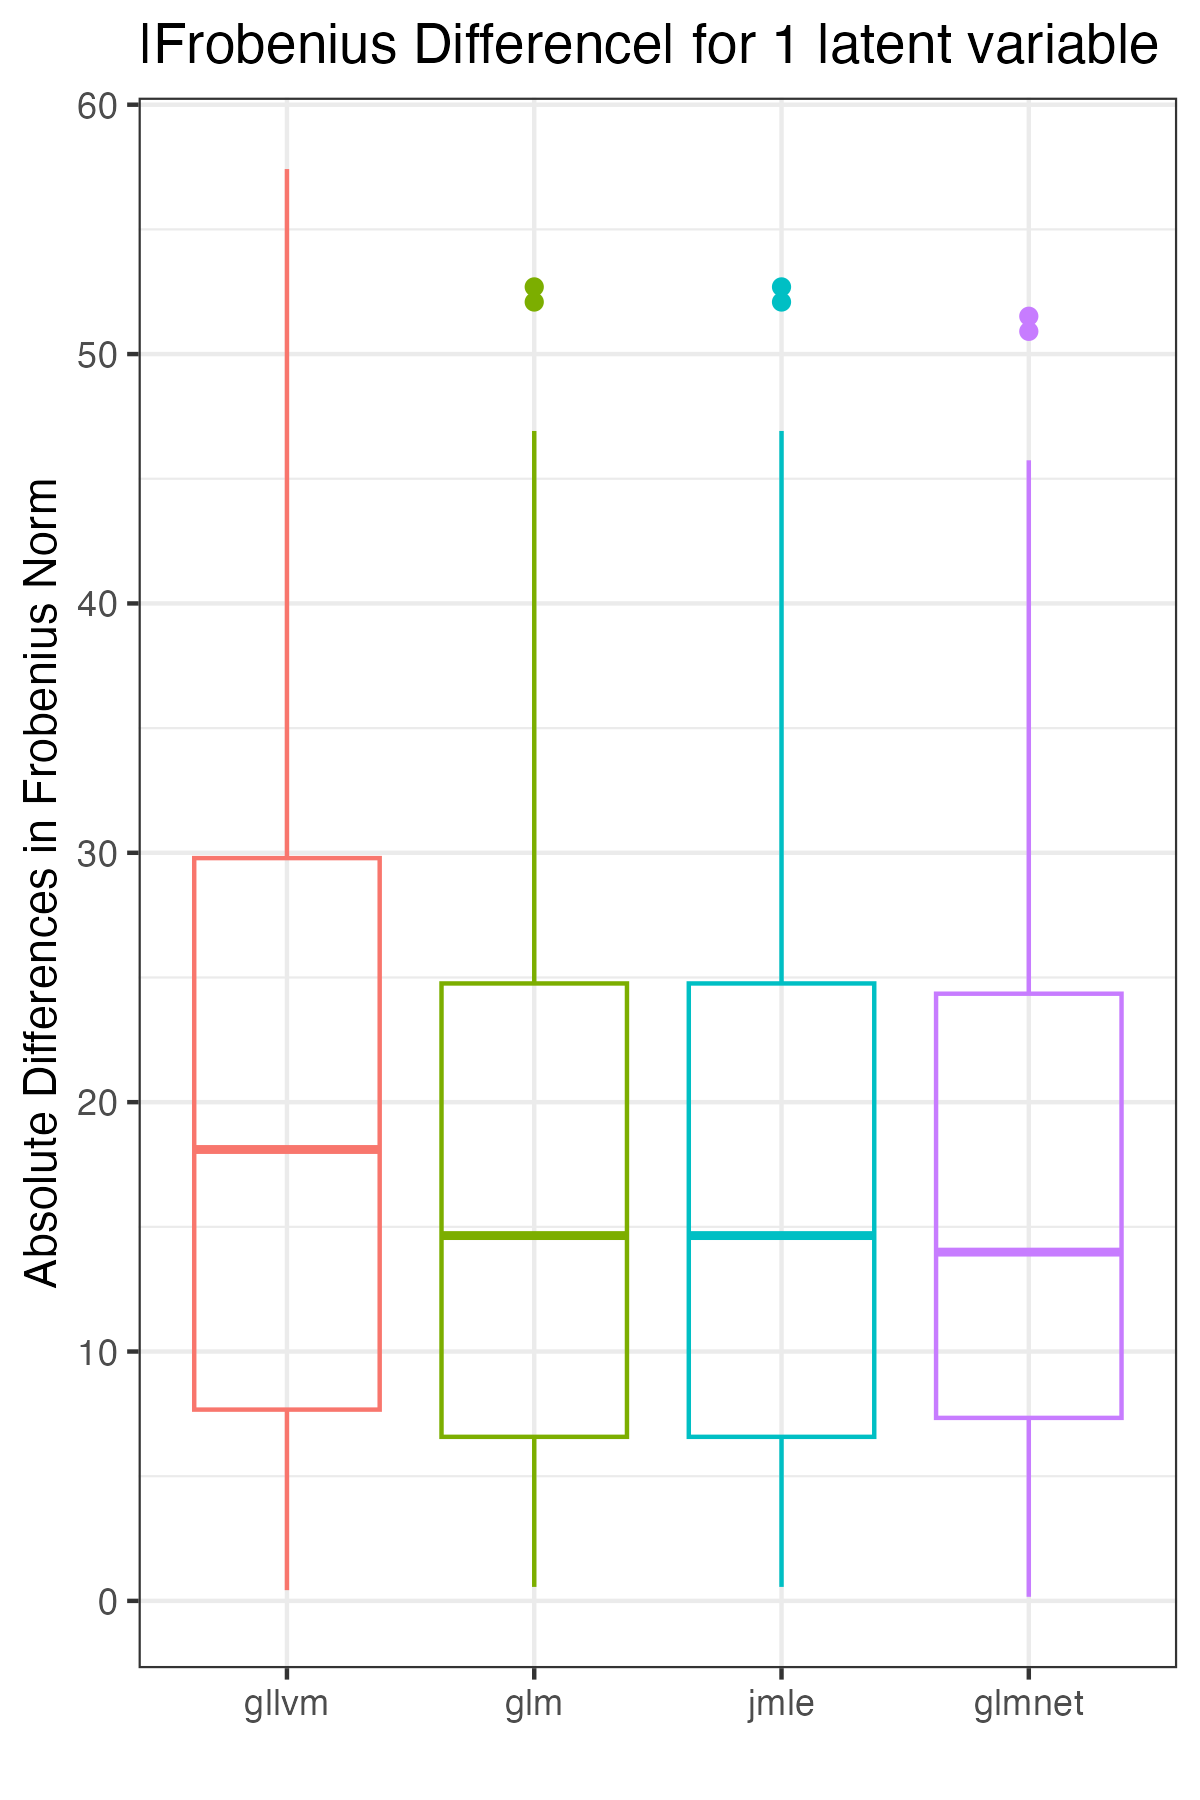 |Frobenius Difference| for 1 latent variable
Absolute Differences in Frobenius Norm
60
50
40
30
20
10
0
gllvm
glm
jmle
glmnet